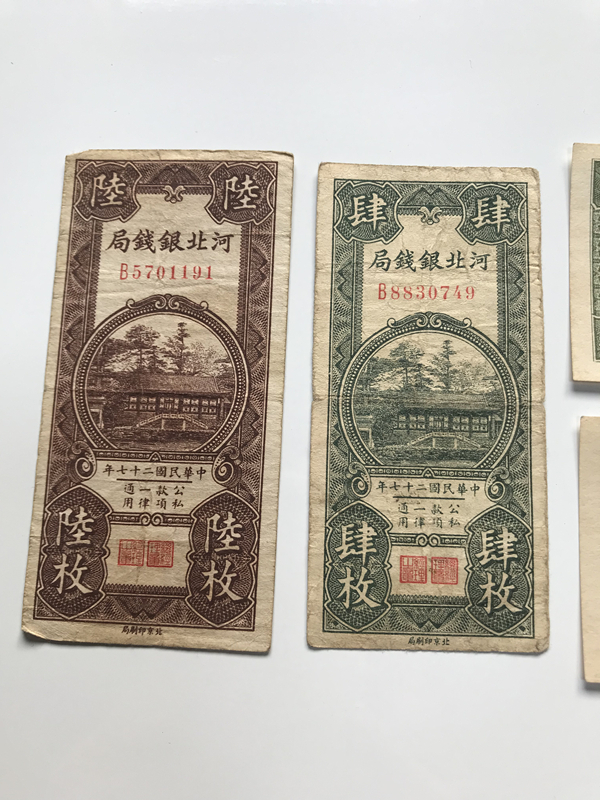 陸 陸
河北銀錢局
B5701191
中華民國二十七年
公私
款項
一律
通用
陸枚 陸枚
北京印刷局
肆 肆
河北銀錢局
B8830749
中華民國二十七年
公私
款項
一律
通用
肆枚 肆枚
北京印刷局